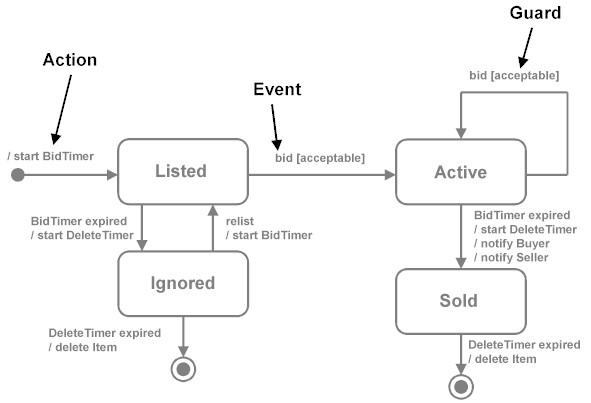 Guard
Action
bid [acceptable]
Event
/ start BidTimer
bid [acceptable]
Listed
Active
BidTimer expired
/ start DeleteTimer
relist
/ start BidTimer
BidTimer expired
/ start DeleteTimer
/ notify Buyer
/ notify Seller
Ignored
Sold
DeleteTimer expired
/ delete Item
DeleteTimer expired
/ delete Item